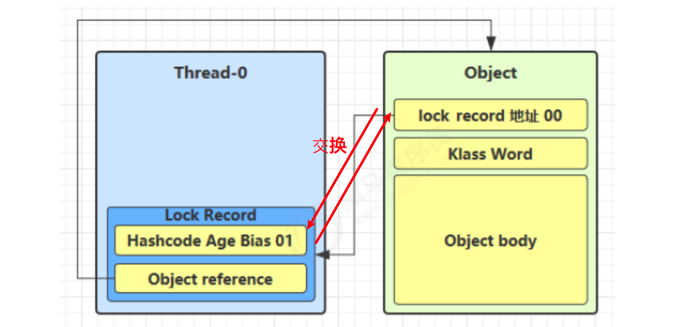 Thread-0
Object
lock record 地址 00
交换
Klass Word
Lock Record
Hashcode Age Bias 01
Object body
Object reference